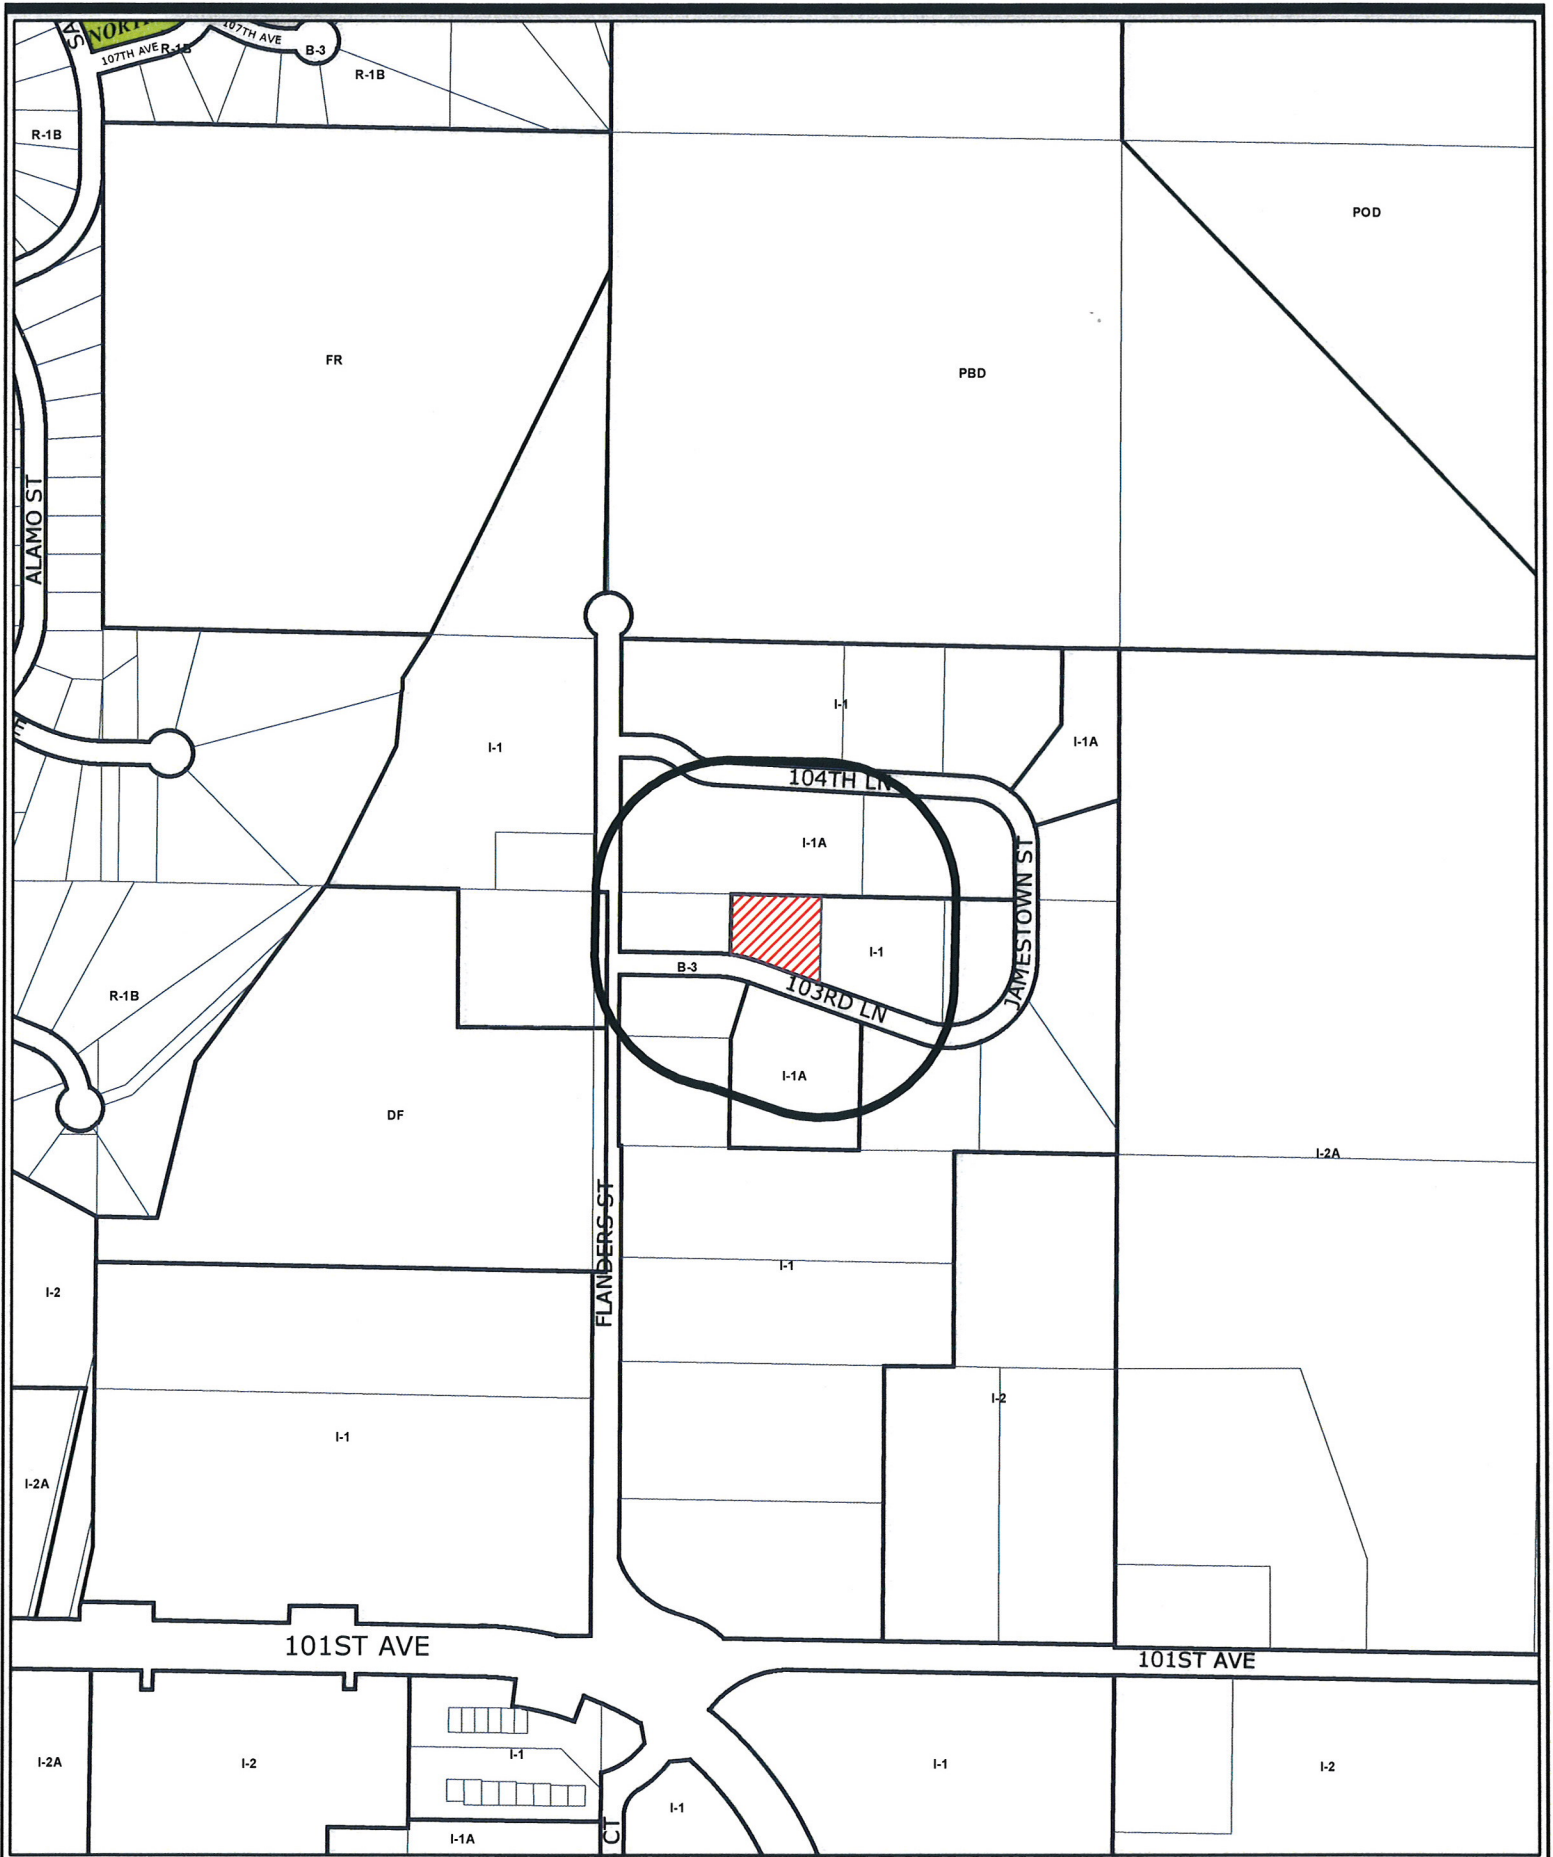 SA
NORT
107TH AVE
R-1B
107TH AVE
B-3
R-1B
R-1B
POD
FR
PBD
ALAMO ST
I-1
E
I-1
I-1A
104TH LN
I-1A
JAMESTOWN ST
I-1
B-3
103RD LN
R-1B
I-1A
DF
I-2A
FLANDERS ST
I-1
I-2
I-2
I-1
I-2A
101ST AVE
101ST AVE
I-2A
I-2
I-1
I-1
I-2
I-1
CT
I-1A